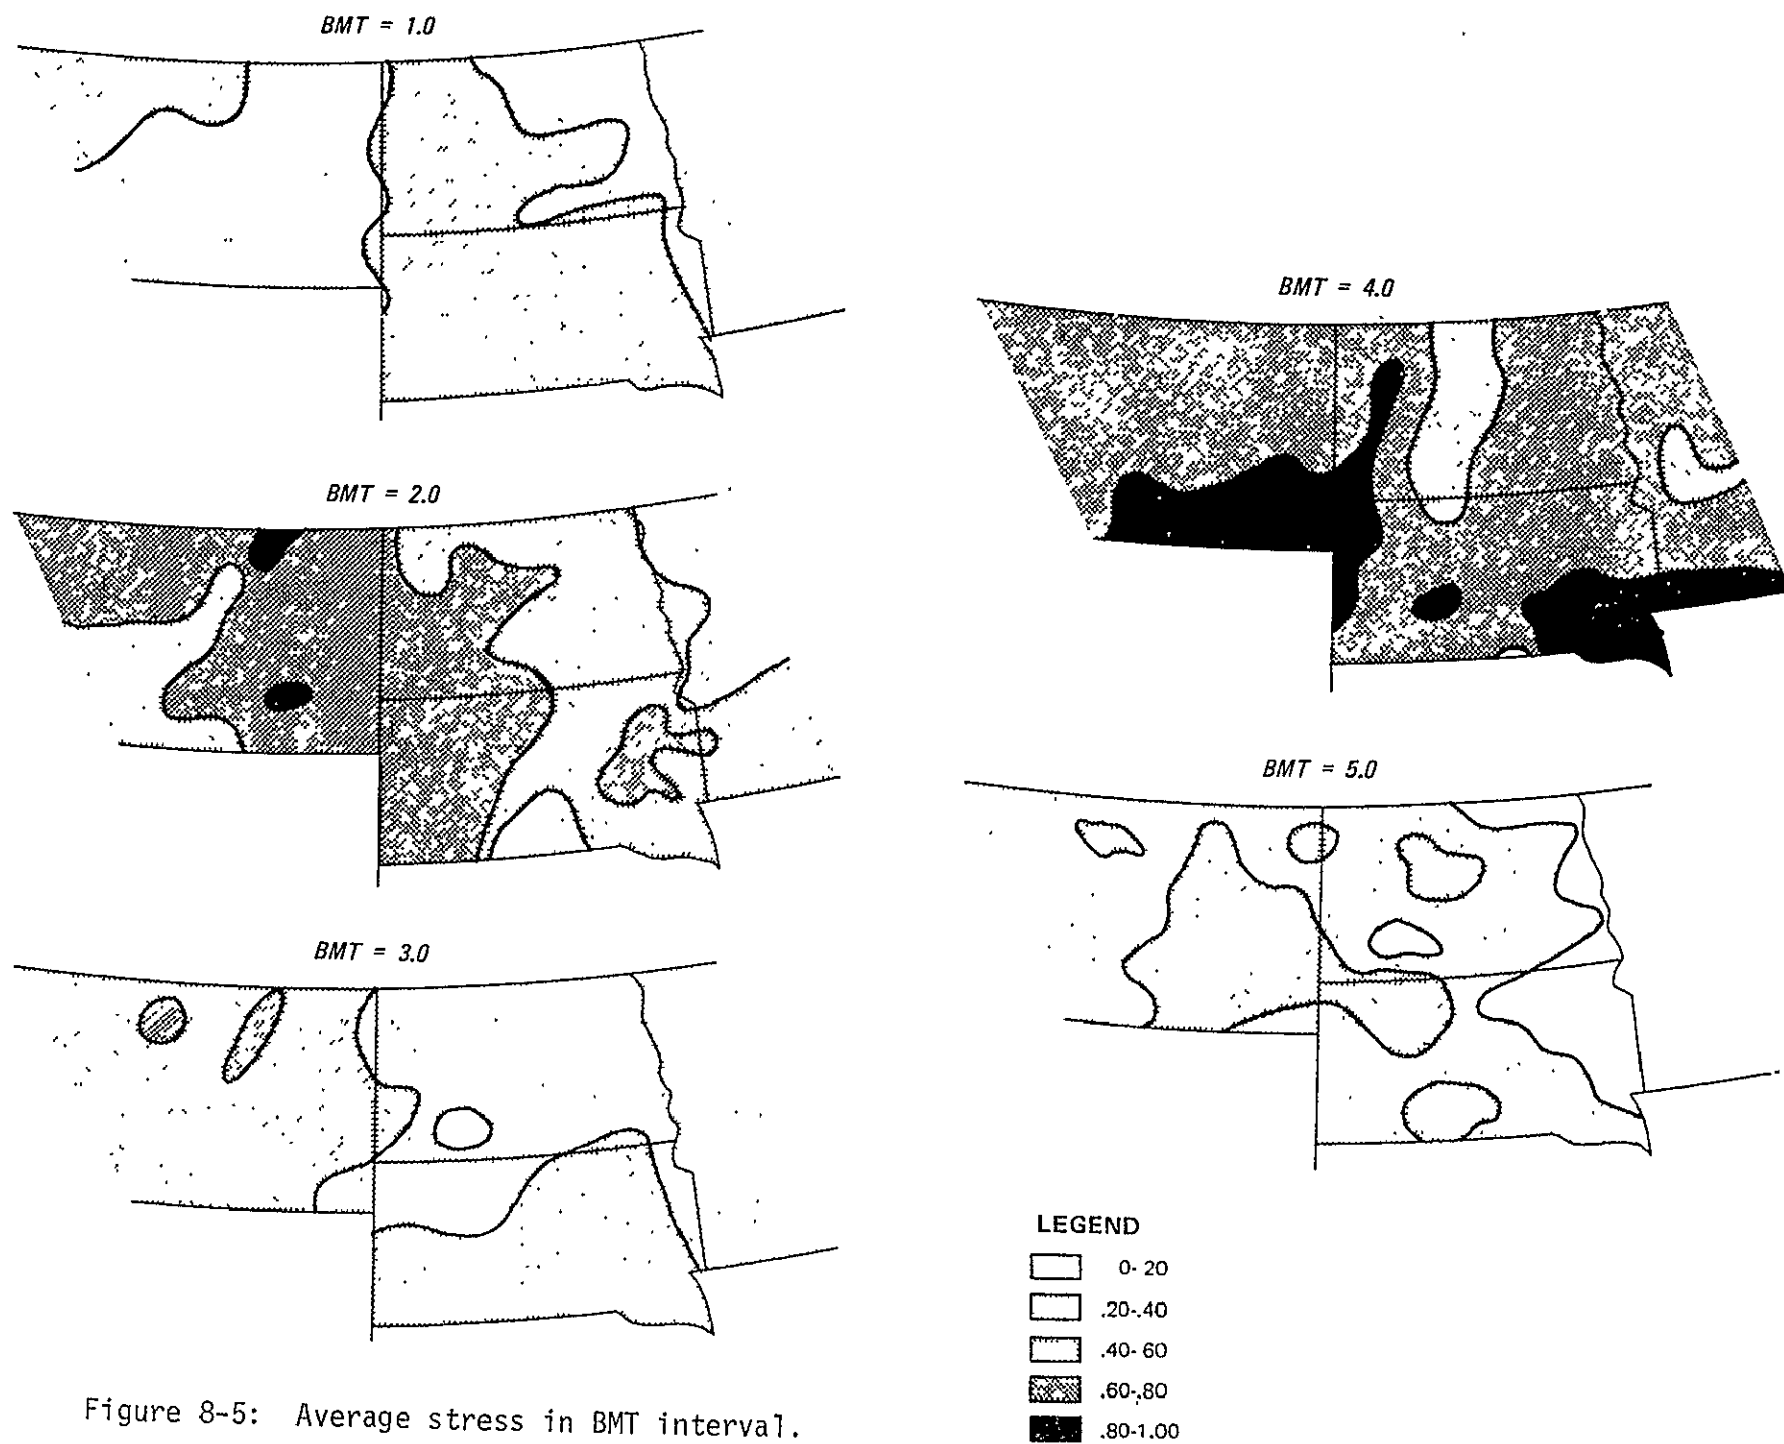 BMT = 1.0
BMT = 2.0
BMT = 3.0
BMT = 4.0
BMT = 5.0
LEGEND
0- 20
.20-.40
.40- 60
.60-.80
.80-1.00
Figure 8-5: Average stress in BMT interval.